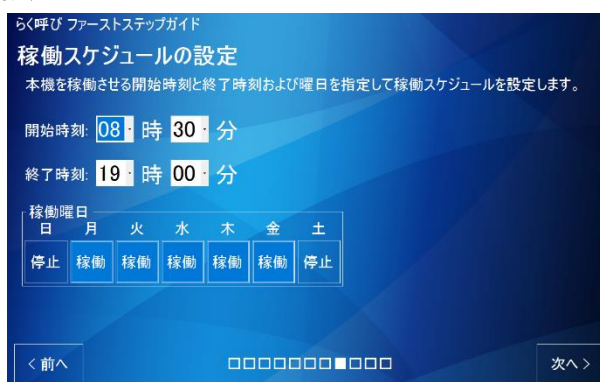 らく呼び ファーストステップガイド
稼働スケジュールの設定
本機を稼働させる開始時刻と終了時刻および曜日を指定して稼働スケジュールを設定します。
開始時刻: 08 時 30 分
終了時刻: 19 時 00 分
稼働曜日
日 月 火 水 木 金 土
停止 稼働 稼働 稼働 稼働 稼働 停止
< 前へ 次へ >